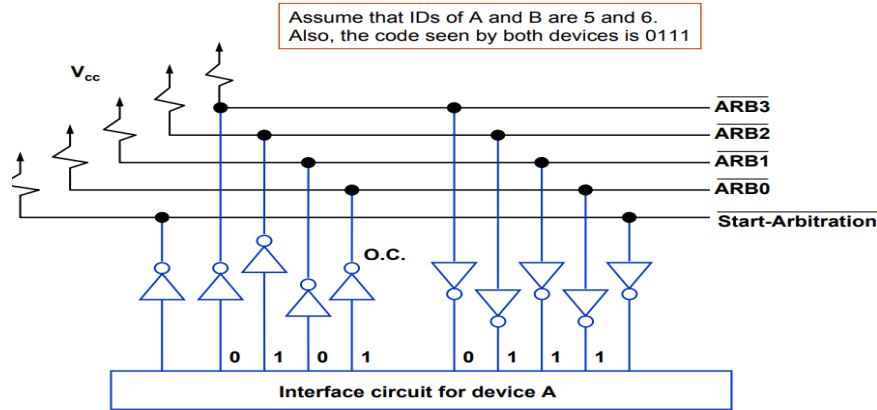 Assume that IDs of A and B are 5 and 6.
Also, the code seen by both devices is 0111
Vcc
ARB3
ARB2
ARB1
ARB0
Start-Arbitration
O.C.
0 1 0 1 0 1 1 1
Interface circuit for device A